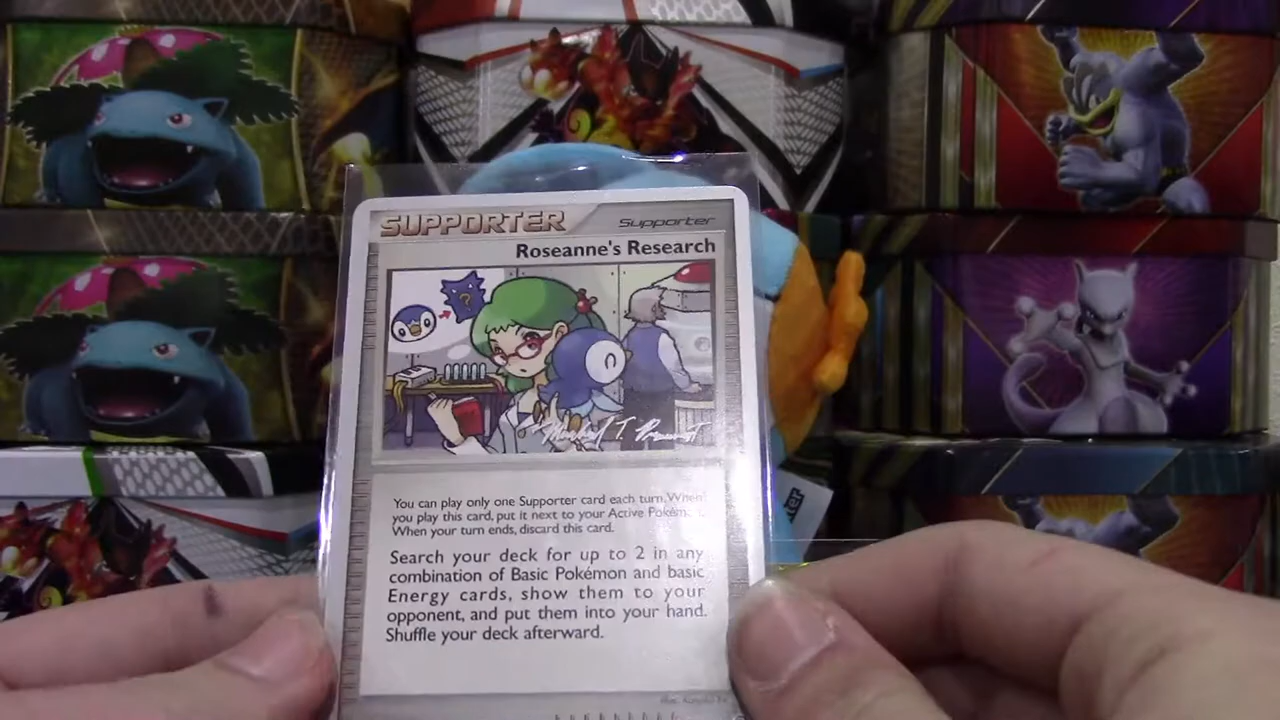 SUPPORTER Supporter
Roseanne's Research
?
T.
You can play only one Supporter card each turn. When
you play this card, put it next to your Active Pokémon.
When your turn ends, discard this card.
Search your deck for up to 2 in any
combination of Basic Pokémon and basic
Energy cards, show them to your
opponent, and put them into your hand.
Shuffle your deck afterward.